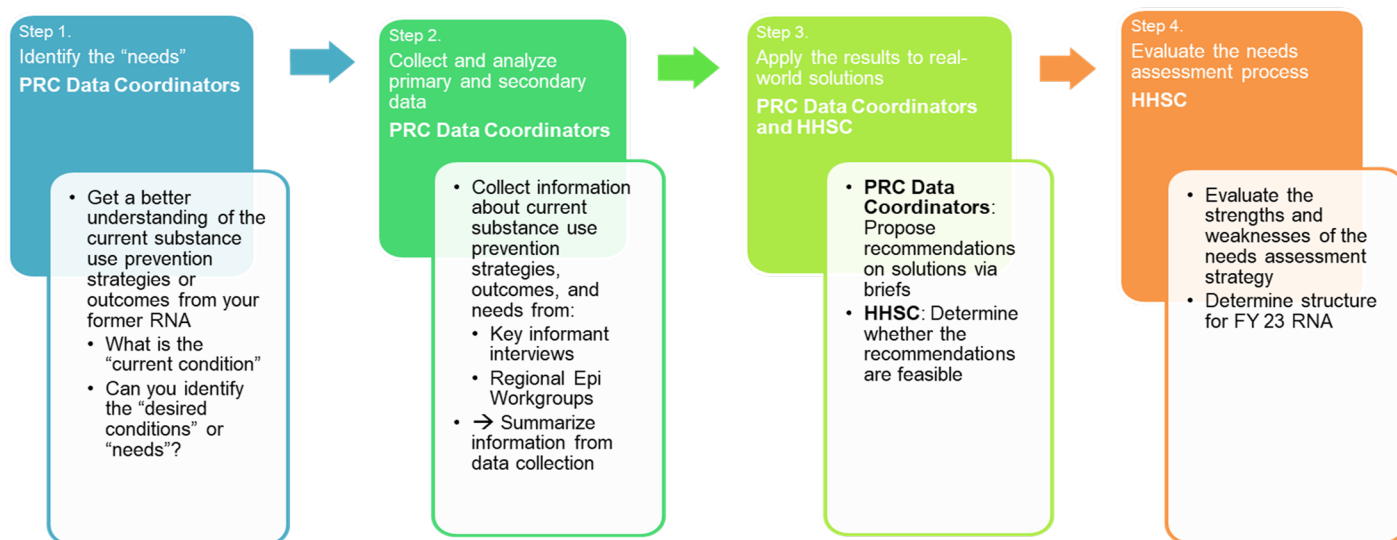 Step 1.
Identify the “needs”
PRC Data Coordinators
• Get a better
understanding of the
current substance
use prevention
strategies or
outcomes from your
former RNA
• What is the
“current condition”
• Can you identify
the “desired
conditions” or
“needs”?
Step 2.
Collect and analyze
primary and secondary
data
PRC Data Coordinators
• Collect information
about current
substance use
prevention
strategies,
outcomes, and
needs from:
• Key informant
interviews
• Regional Epi
Workgroups
• → Summarize
information from
data collection
Step 3.
Apply the results to real-
world solutions
PRC Data Coordinators
and HHSC
• PRC Data
Coordinators:
Propose
recommendations
on solutions via
briefs
• HHSC: Determine
whether the
recommendations
are feasible
Step 4.
Evaluate the needs
assessment process
HHSC
• Evaluate the
strengths and
weaknesses of the
needs assessment
strategy
• Determine structure
for FY 23 RNA